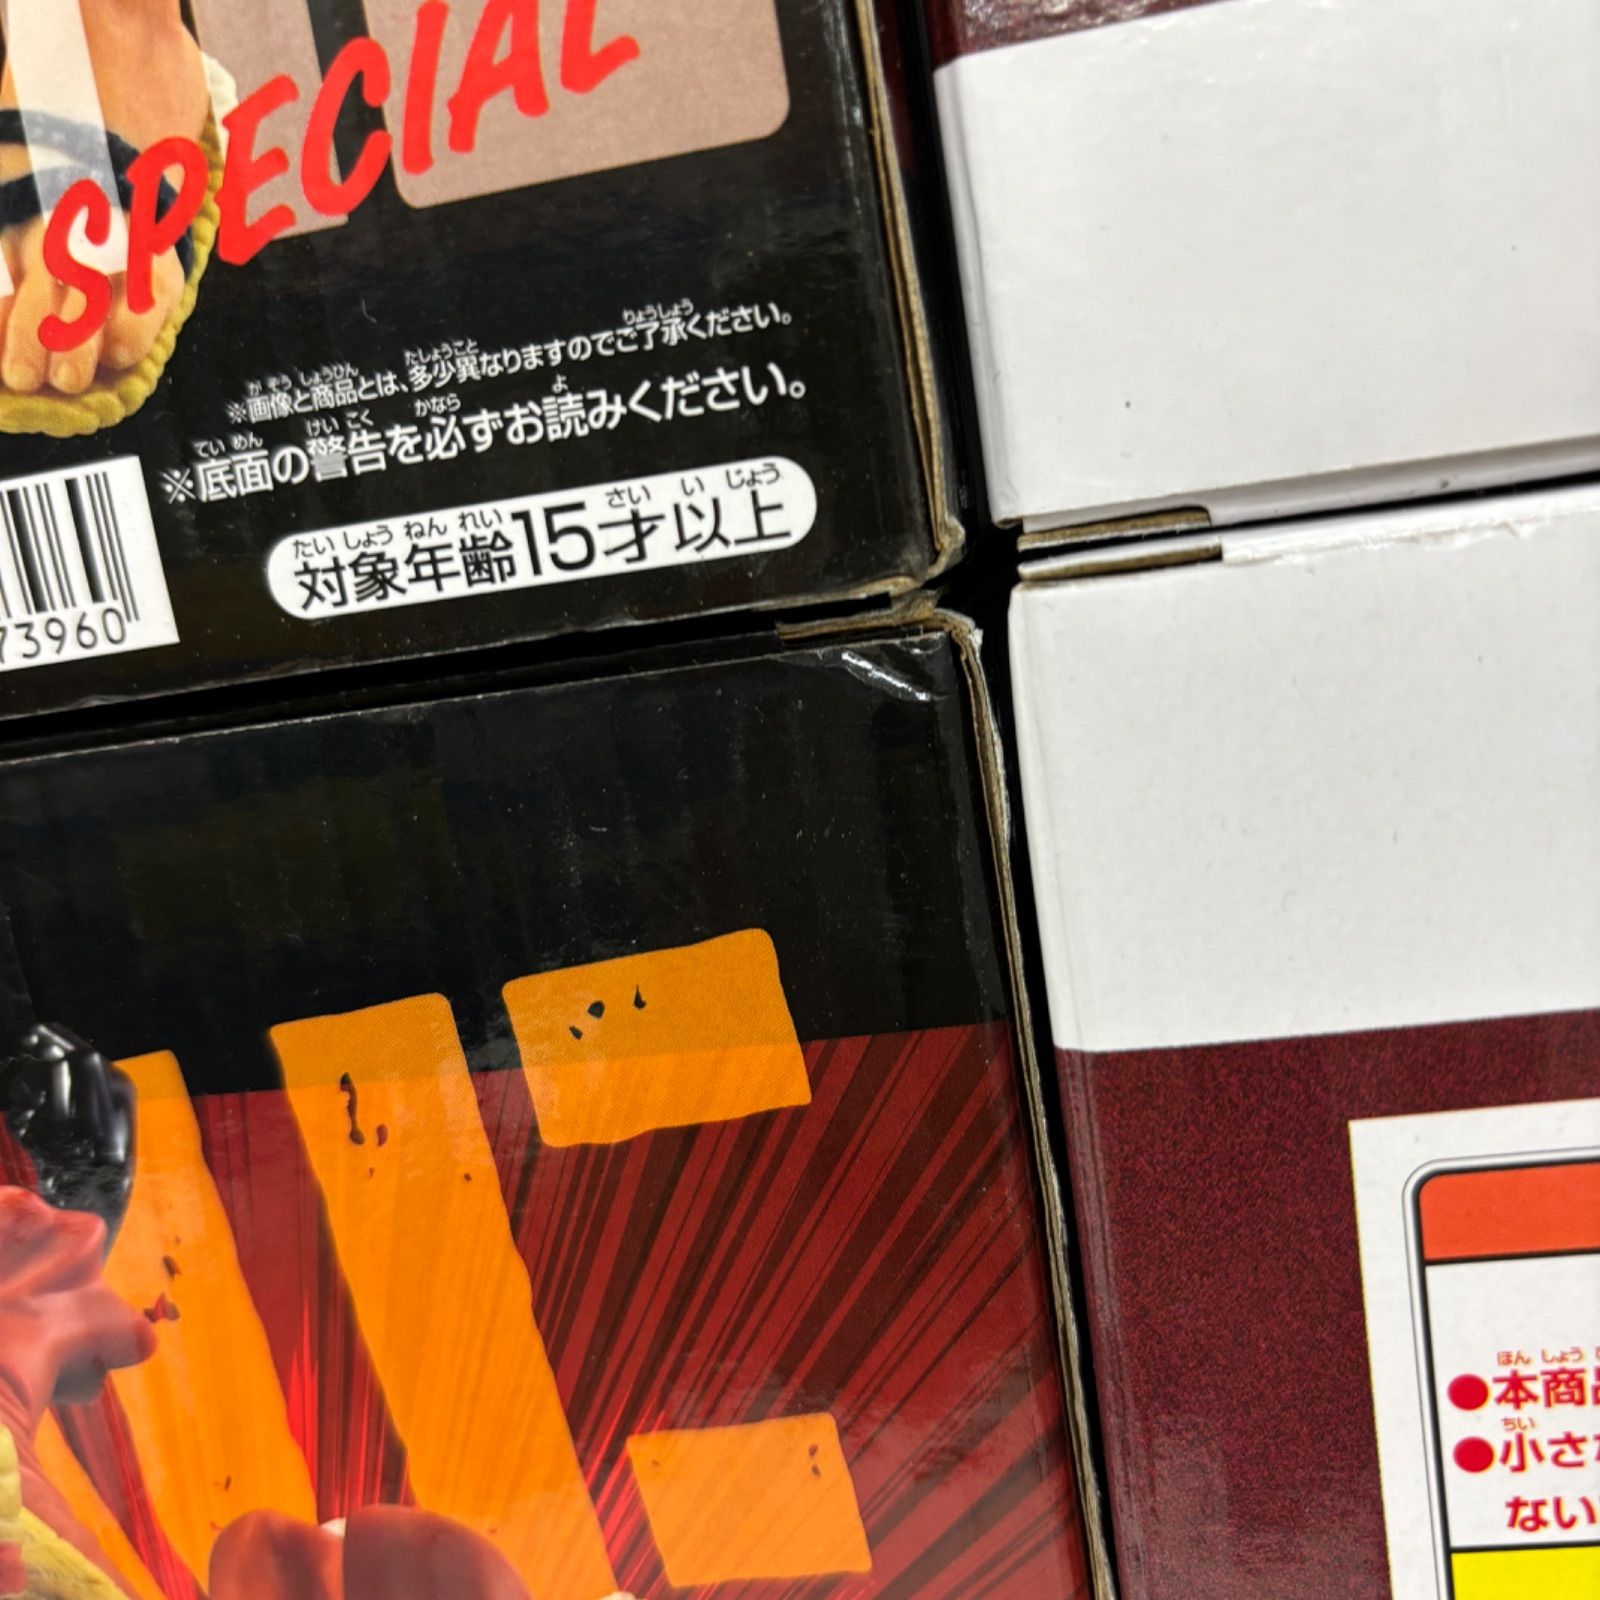 SPECIAL
※画像と商品とは、多少異なりますのでご了承ください。
※底面の警告を必ずお読みください。
対象年齢15才以上
73960
●本商品
●小さな
ない